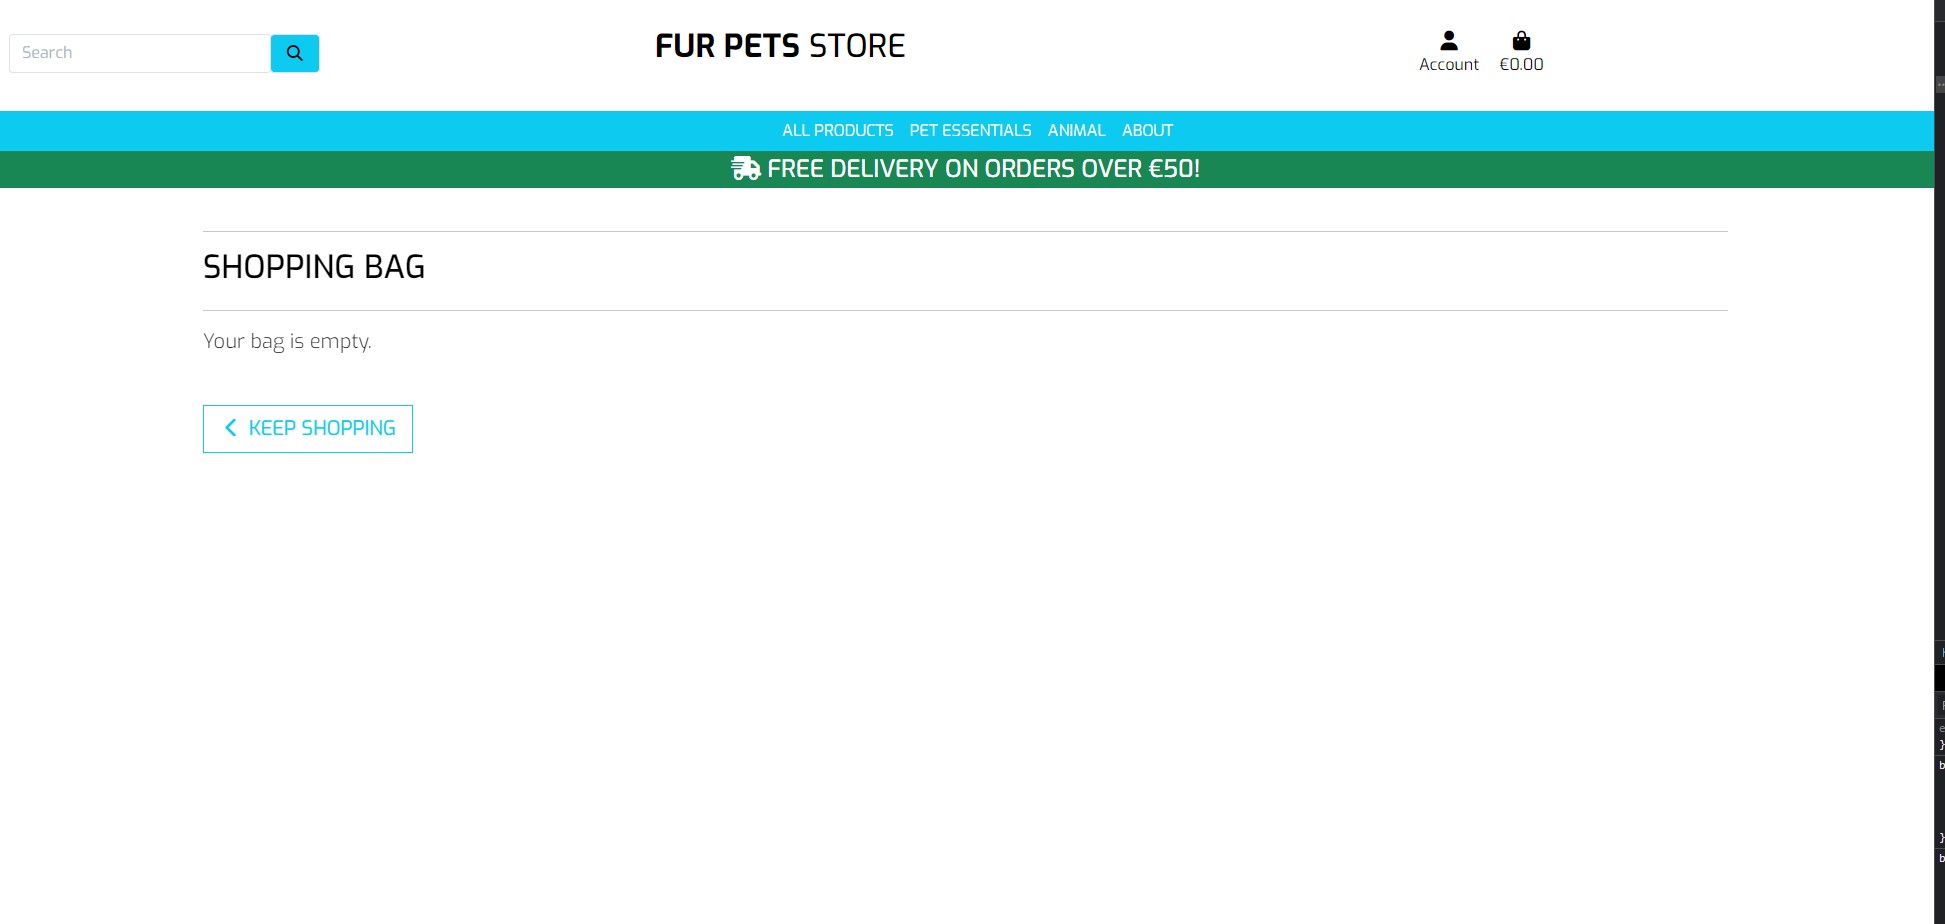 Search
FUR PETS STORE
Account €0.00
ALL PRODUCTS PET ESSENTIALS ANIMAL ABOUT
FREE DELIVERY ON ORDERS OVER €50!
SHOPPING BAG
Your bag is empty.
KEEP SHOPPING